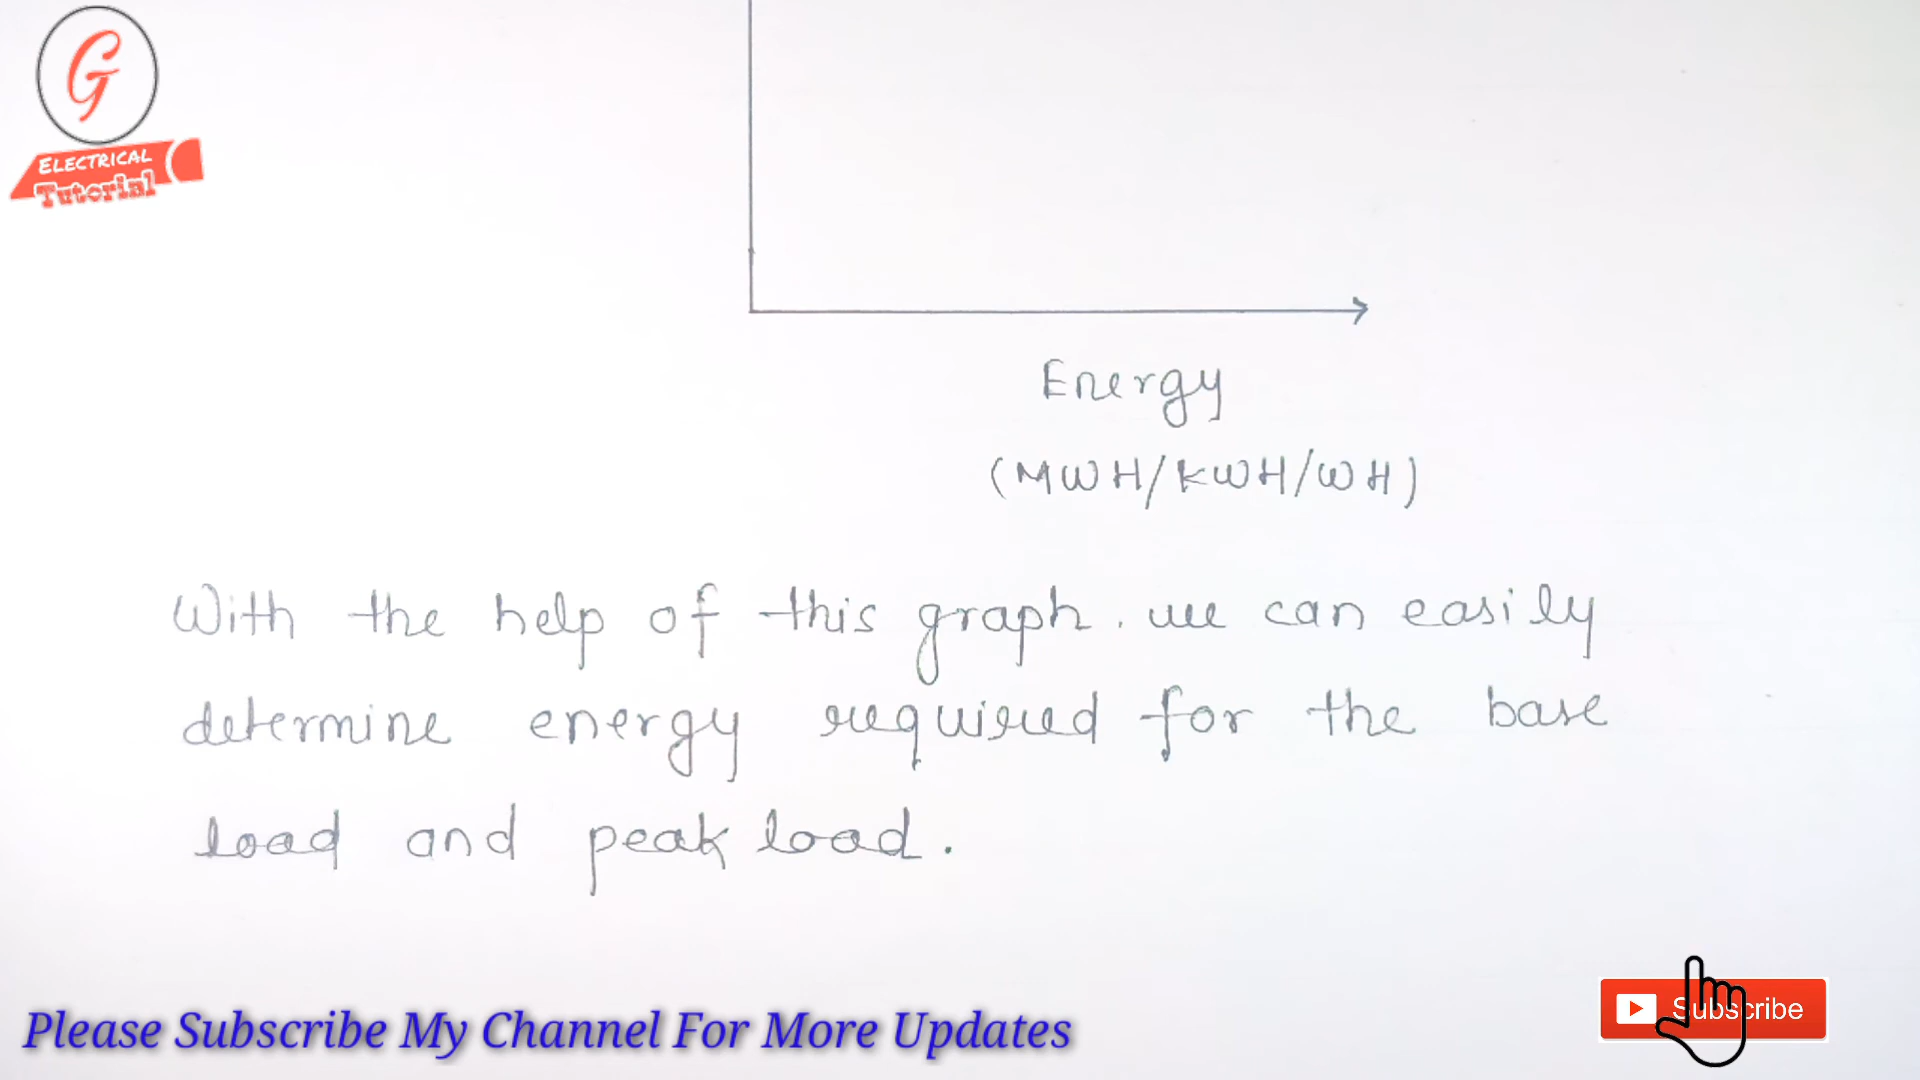 G
ELECTRICAL
Tutorial
Energy
(MWH/KWH/WH)
With the help of this graph. we can easily
determine energy required for the base
load and peak load.
Please Subscribe My Channel For More Updates
Subscribe